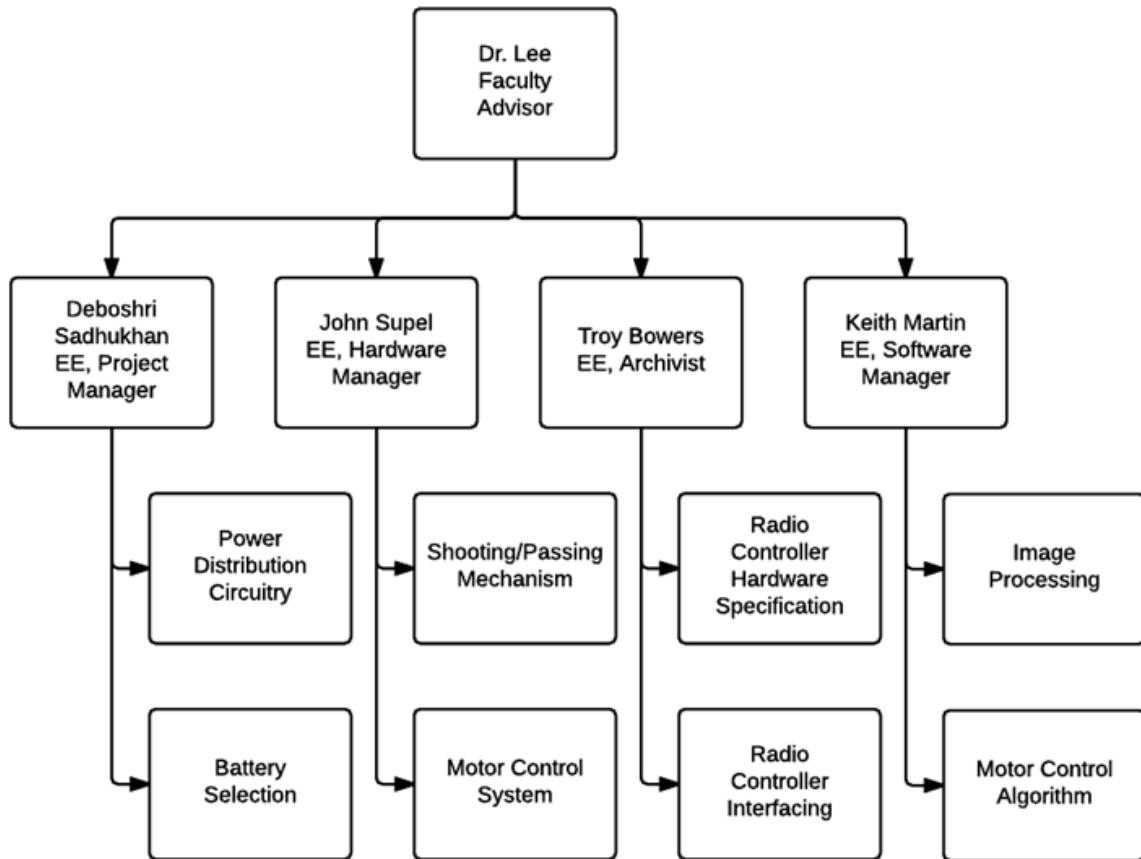 Dr. Lee
Faculty
Advisor
Deboshri
Sadhukhan
EE, Project
Manager
John Supel
EE, Hardware
Manager
Troy Bowers
EE, Archivist
Keith Martin
EE, Software
Manager
Power
Distribution
Circuitry
Shooting/Passing
Mechanism
Radio
Controller
Hardware
Specification
Image
Processing
Battery
Selection
Motor Control
System
Radio
Controller
Interfacing
Motor Control
Algorithm